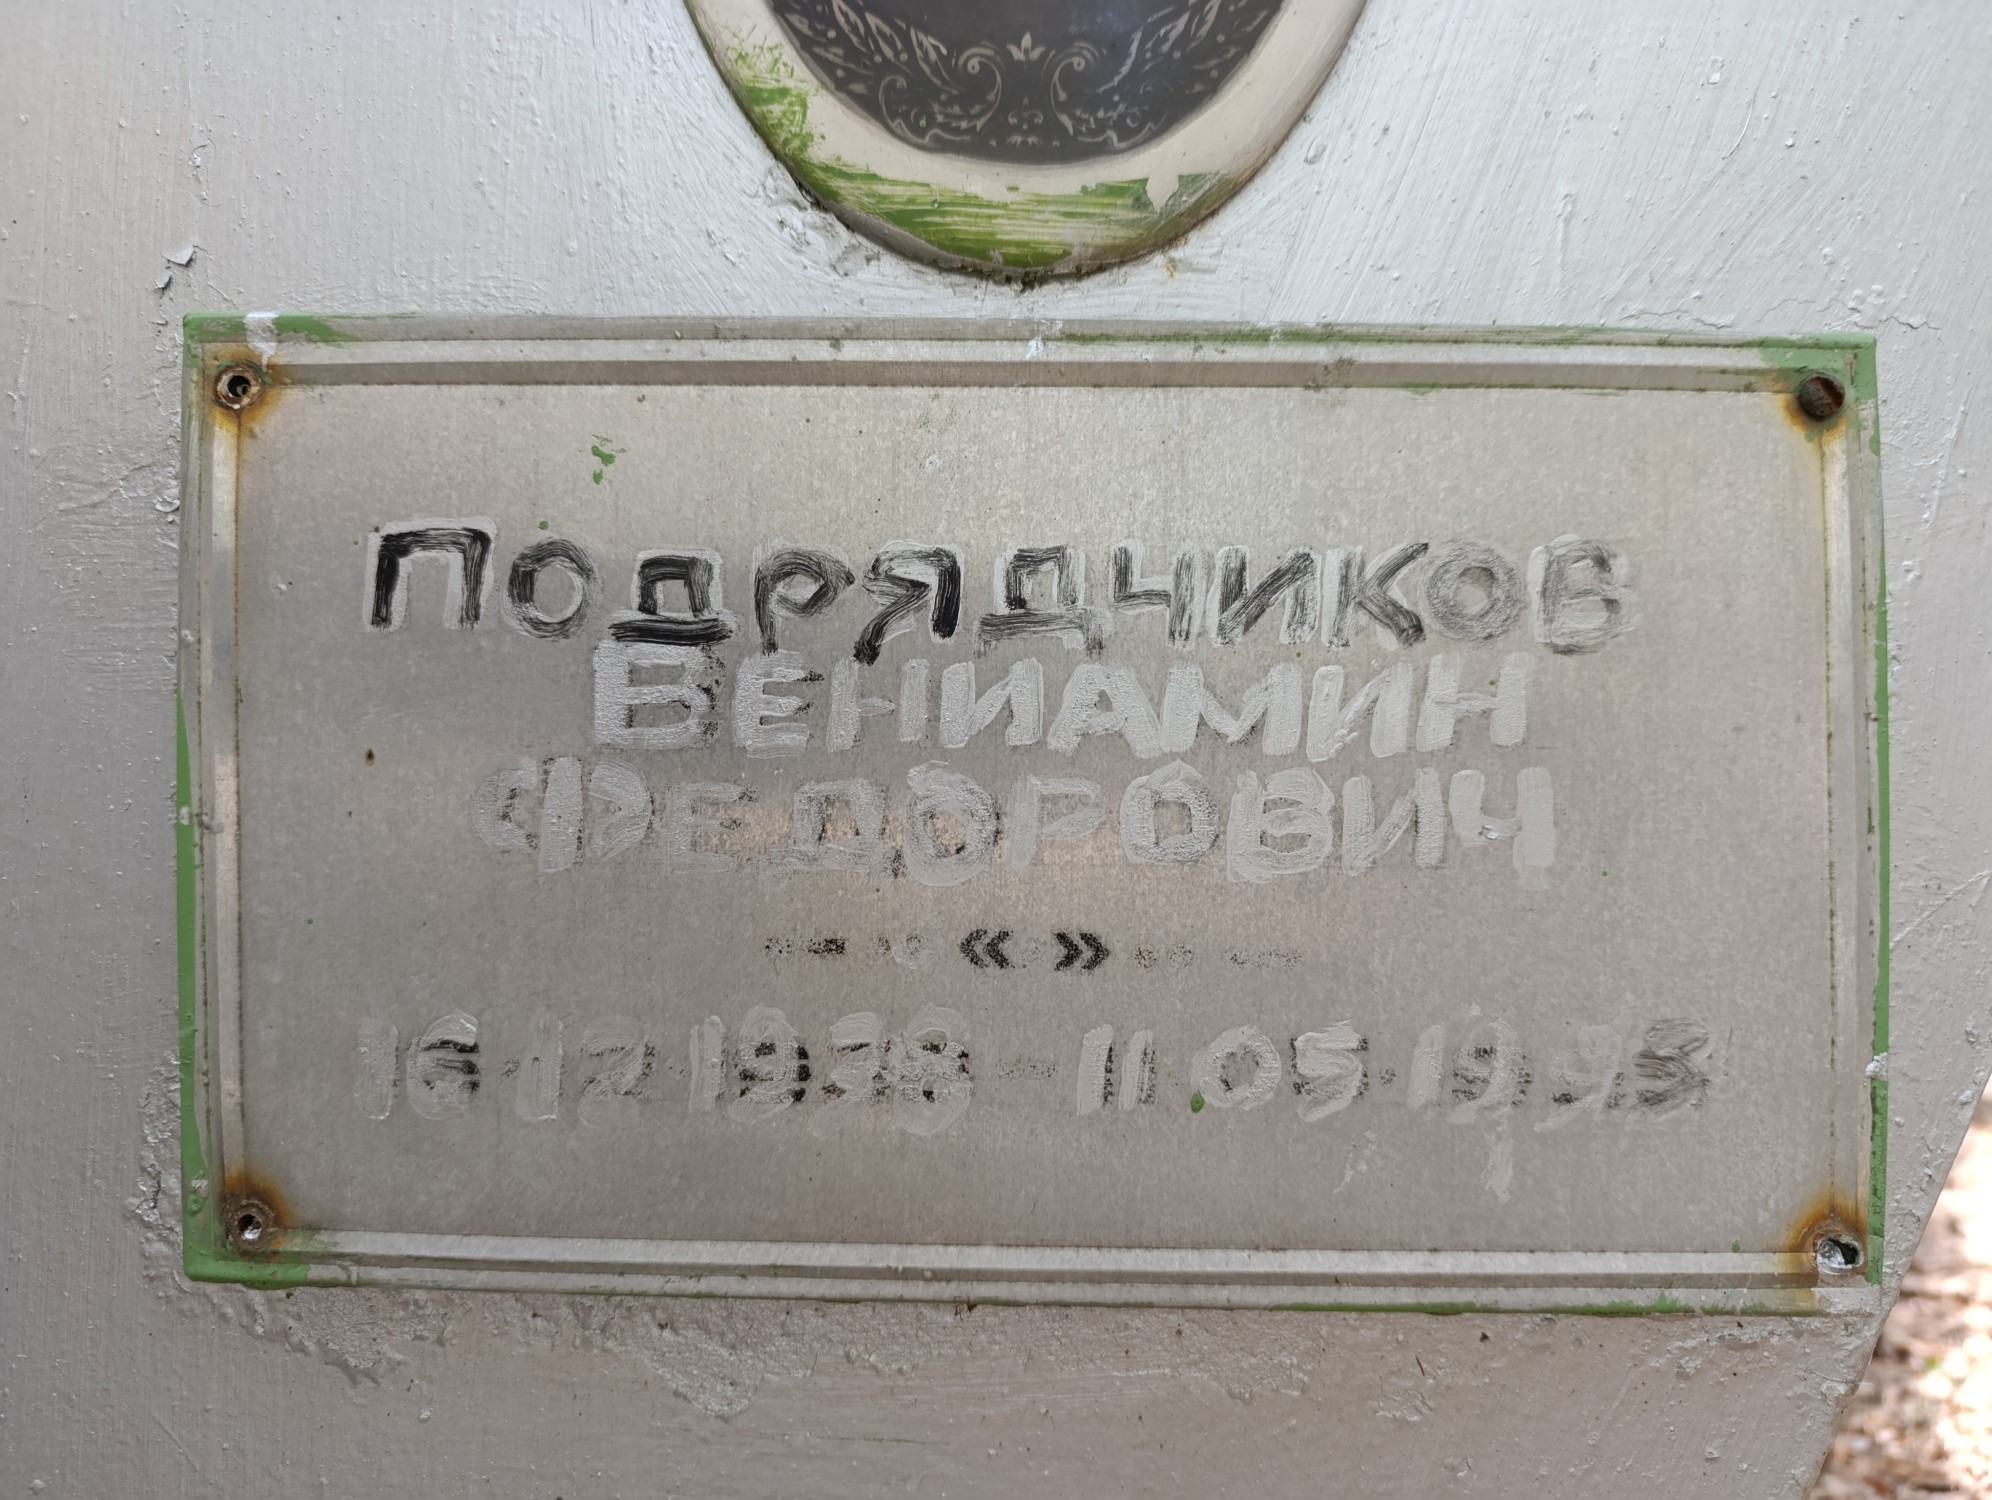 ПОДРЯДЧИКОВ
ВЕНИАМИН
ФЕДОРОВИЧ
« »
16.12.1938 - 11.05.1993